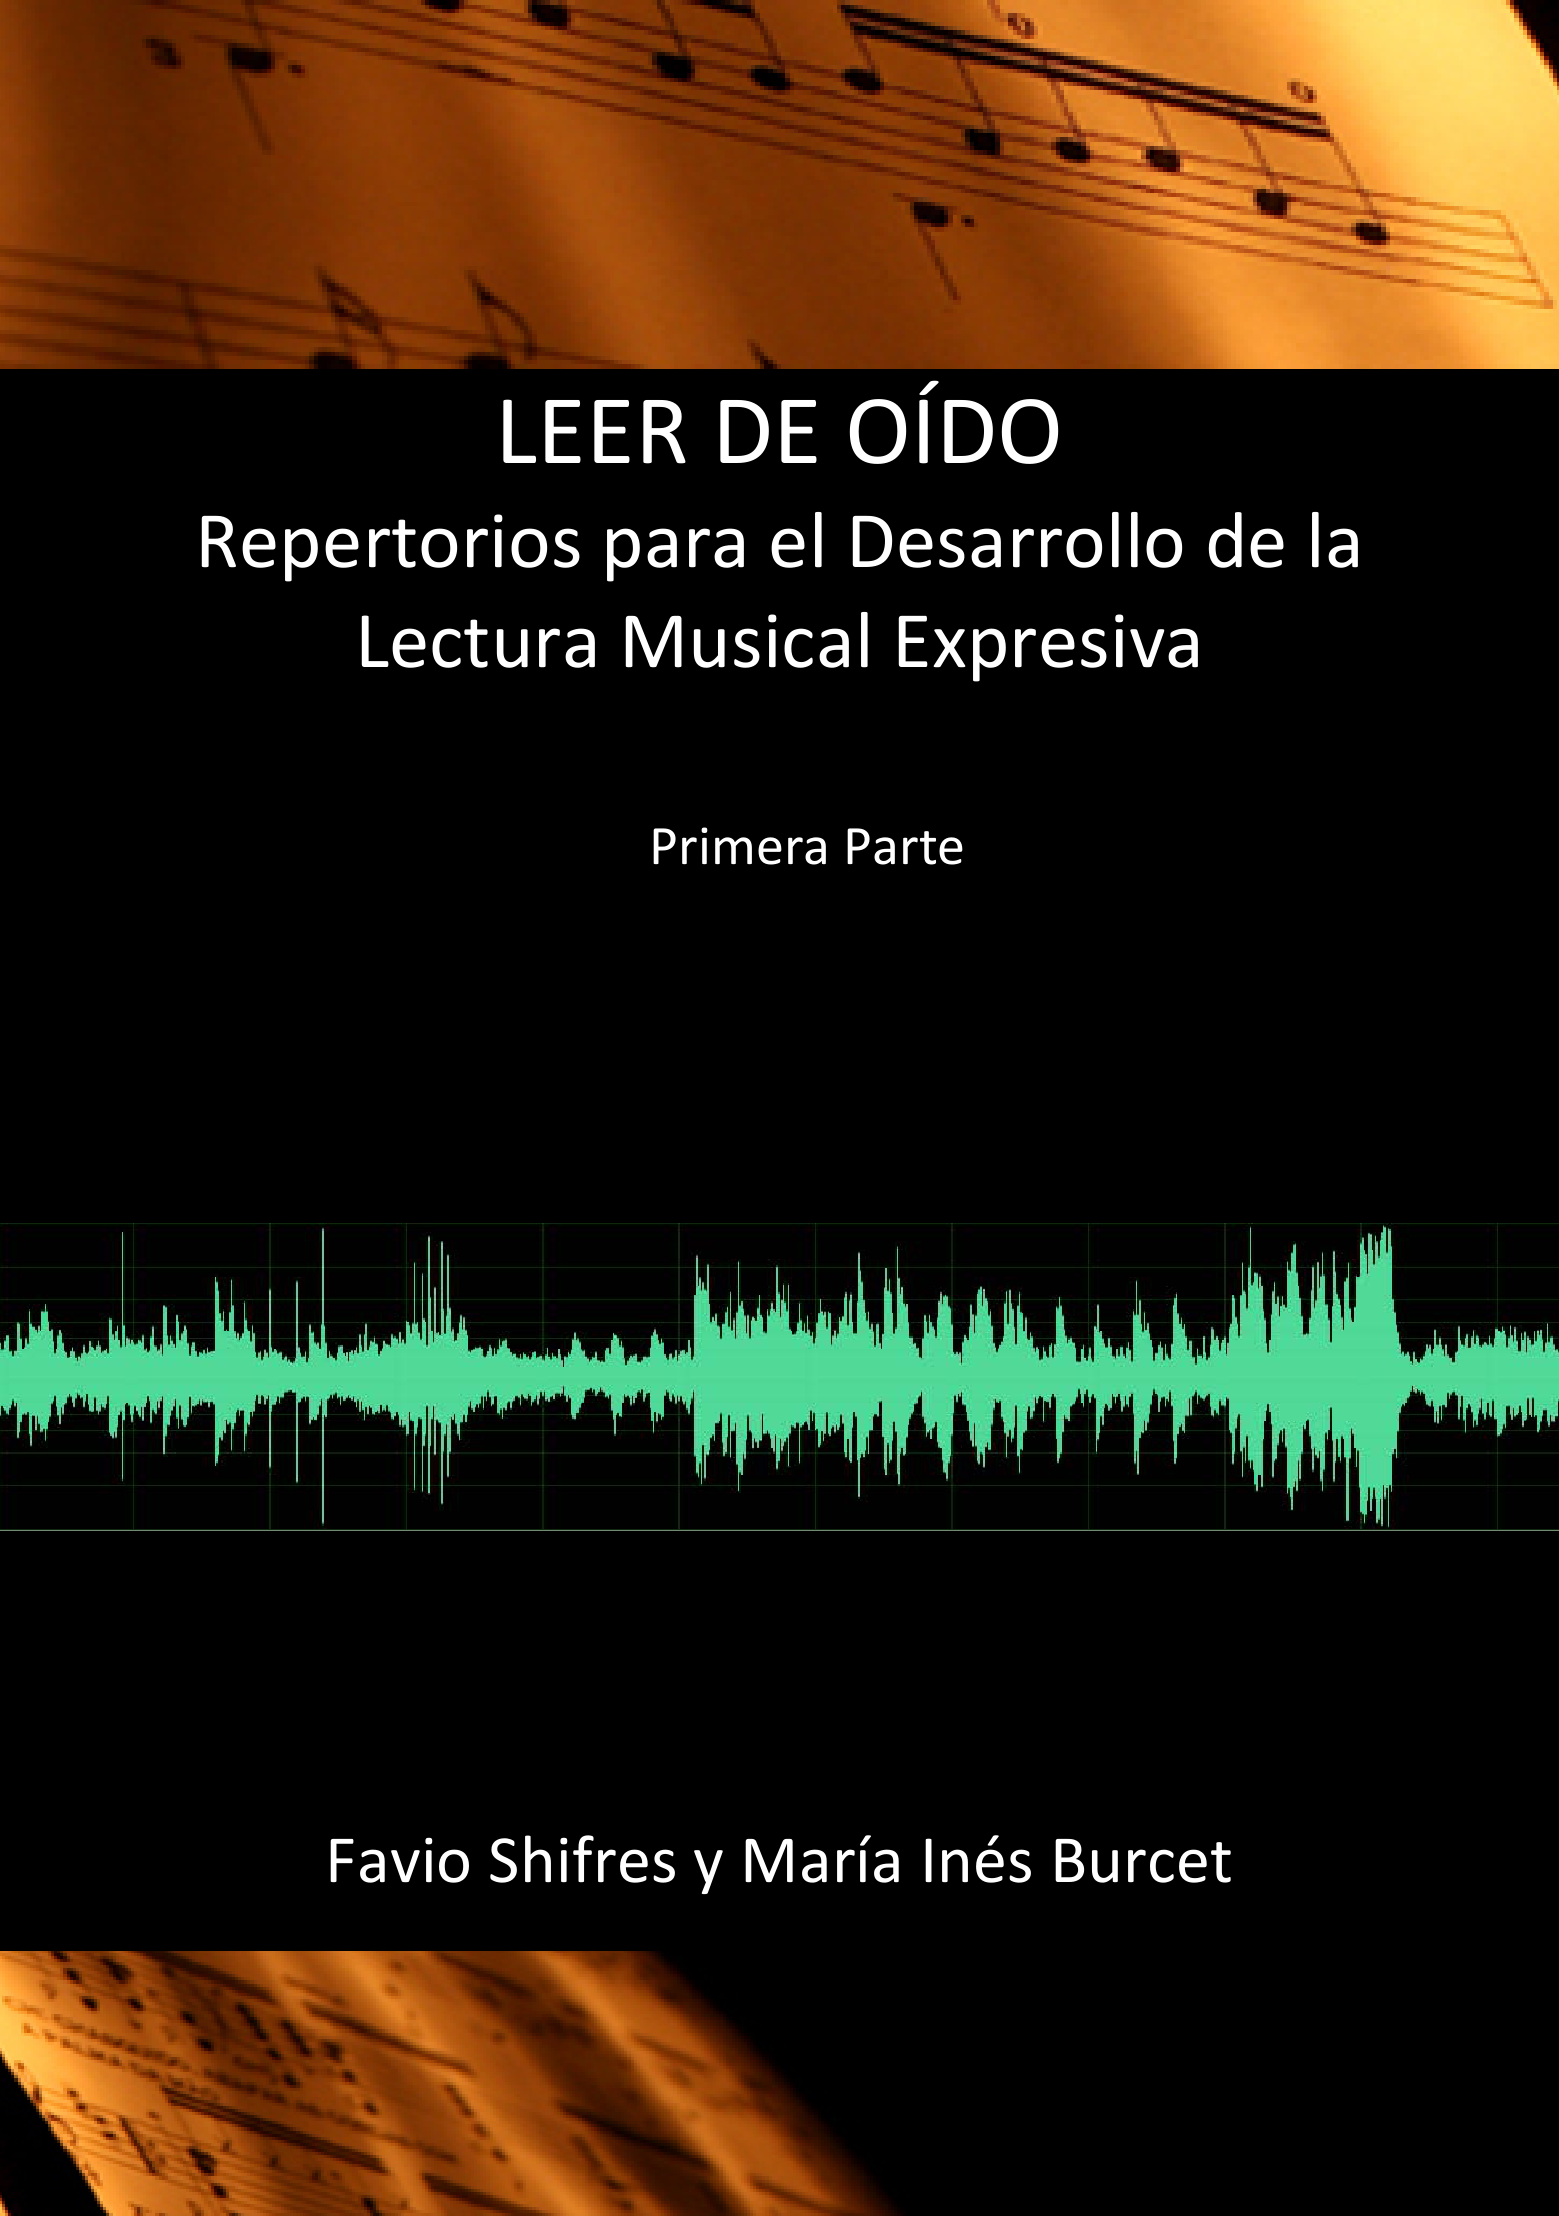 LEER DE OÍDO
Repertorios para el Desarrollo de la
Lectura Musical Expresiva
Primera Parte
Favio Shifres y María Inés Burcet